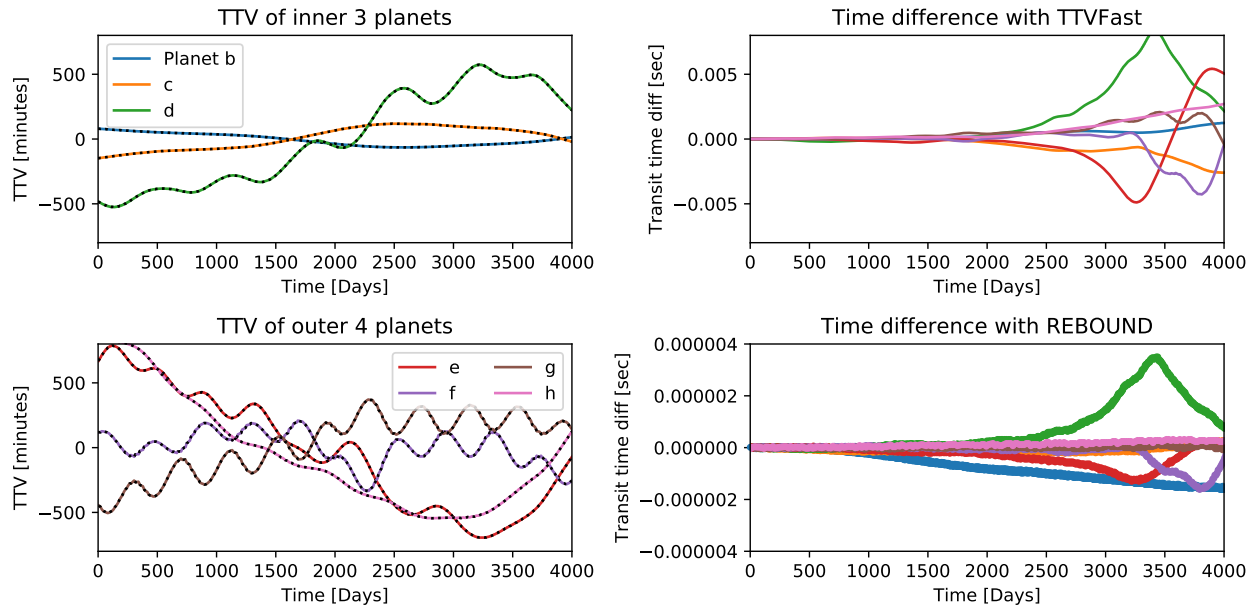 TTV of inner 3 planets
TTV [minutes]
500
0
−500
Planet b
c
d
0 500 1000 1500 2000 2500 3000 3500 4000
Time [Days]
Time difference with TTVFast
Transit time diff [sec]
0.005
0.000
−0.005
0 500 1000 1500 2000 2500 3000 3500 4000
Time [Days]
TTV of outer 4 planets
TTV [minutes]
500
0
−500
e g
f h
0 500 1000 1500 2000 2500 3000 3500 4000
Time [Days]
Time difference with REBOUND
Transit time diff [sec]
0.000004
0.000002
0.000000
−0.000002
−0.000004
0 500 1000 1500 2000 2500 3000 3500 4000
Time [Days]